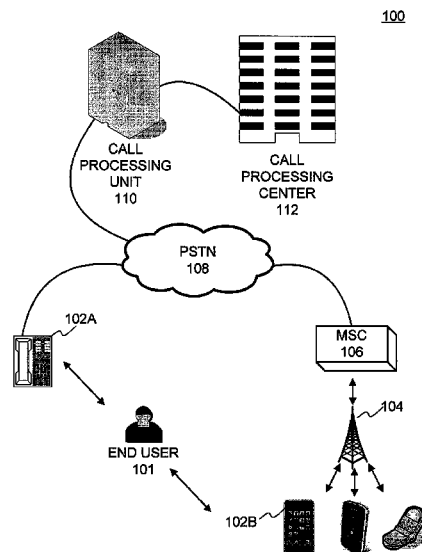 100
CALL
PROCESSING
UNIT
110
CALL
PROCESSING
CENTER
112
PSTN
108
102A
MSC
106
104
END USER
101
102B